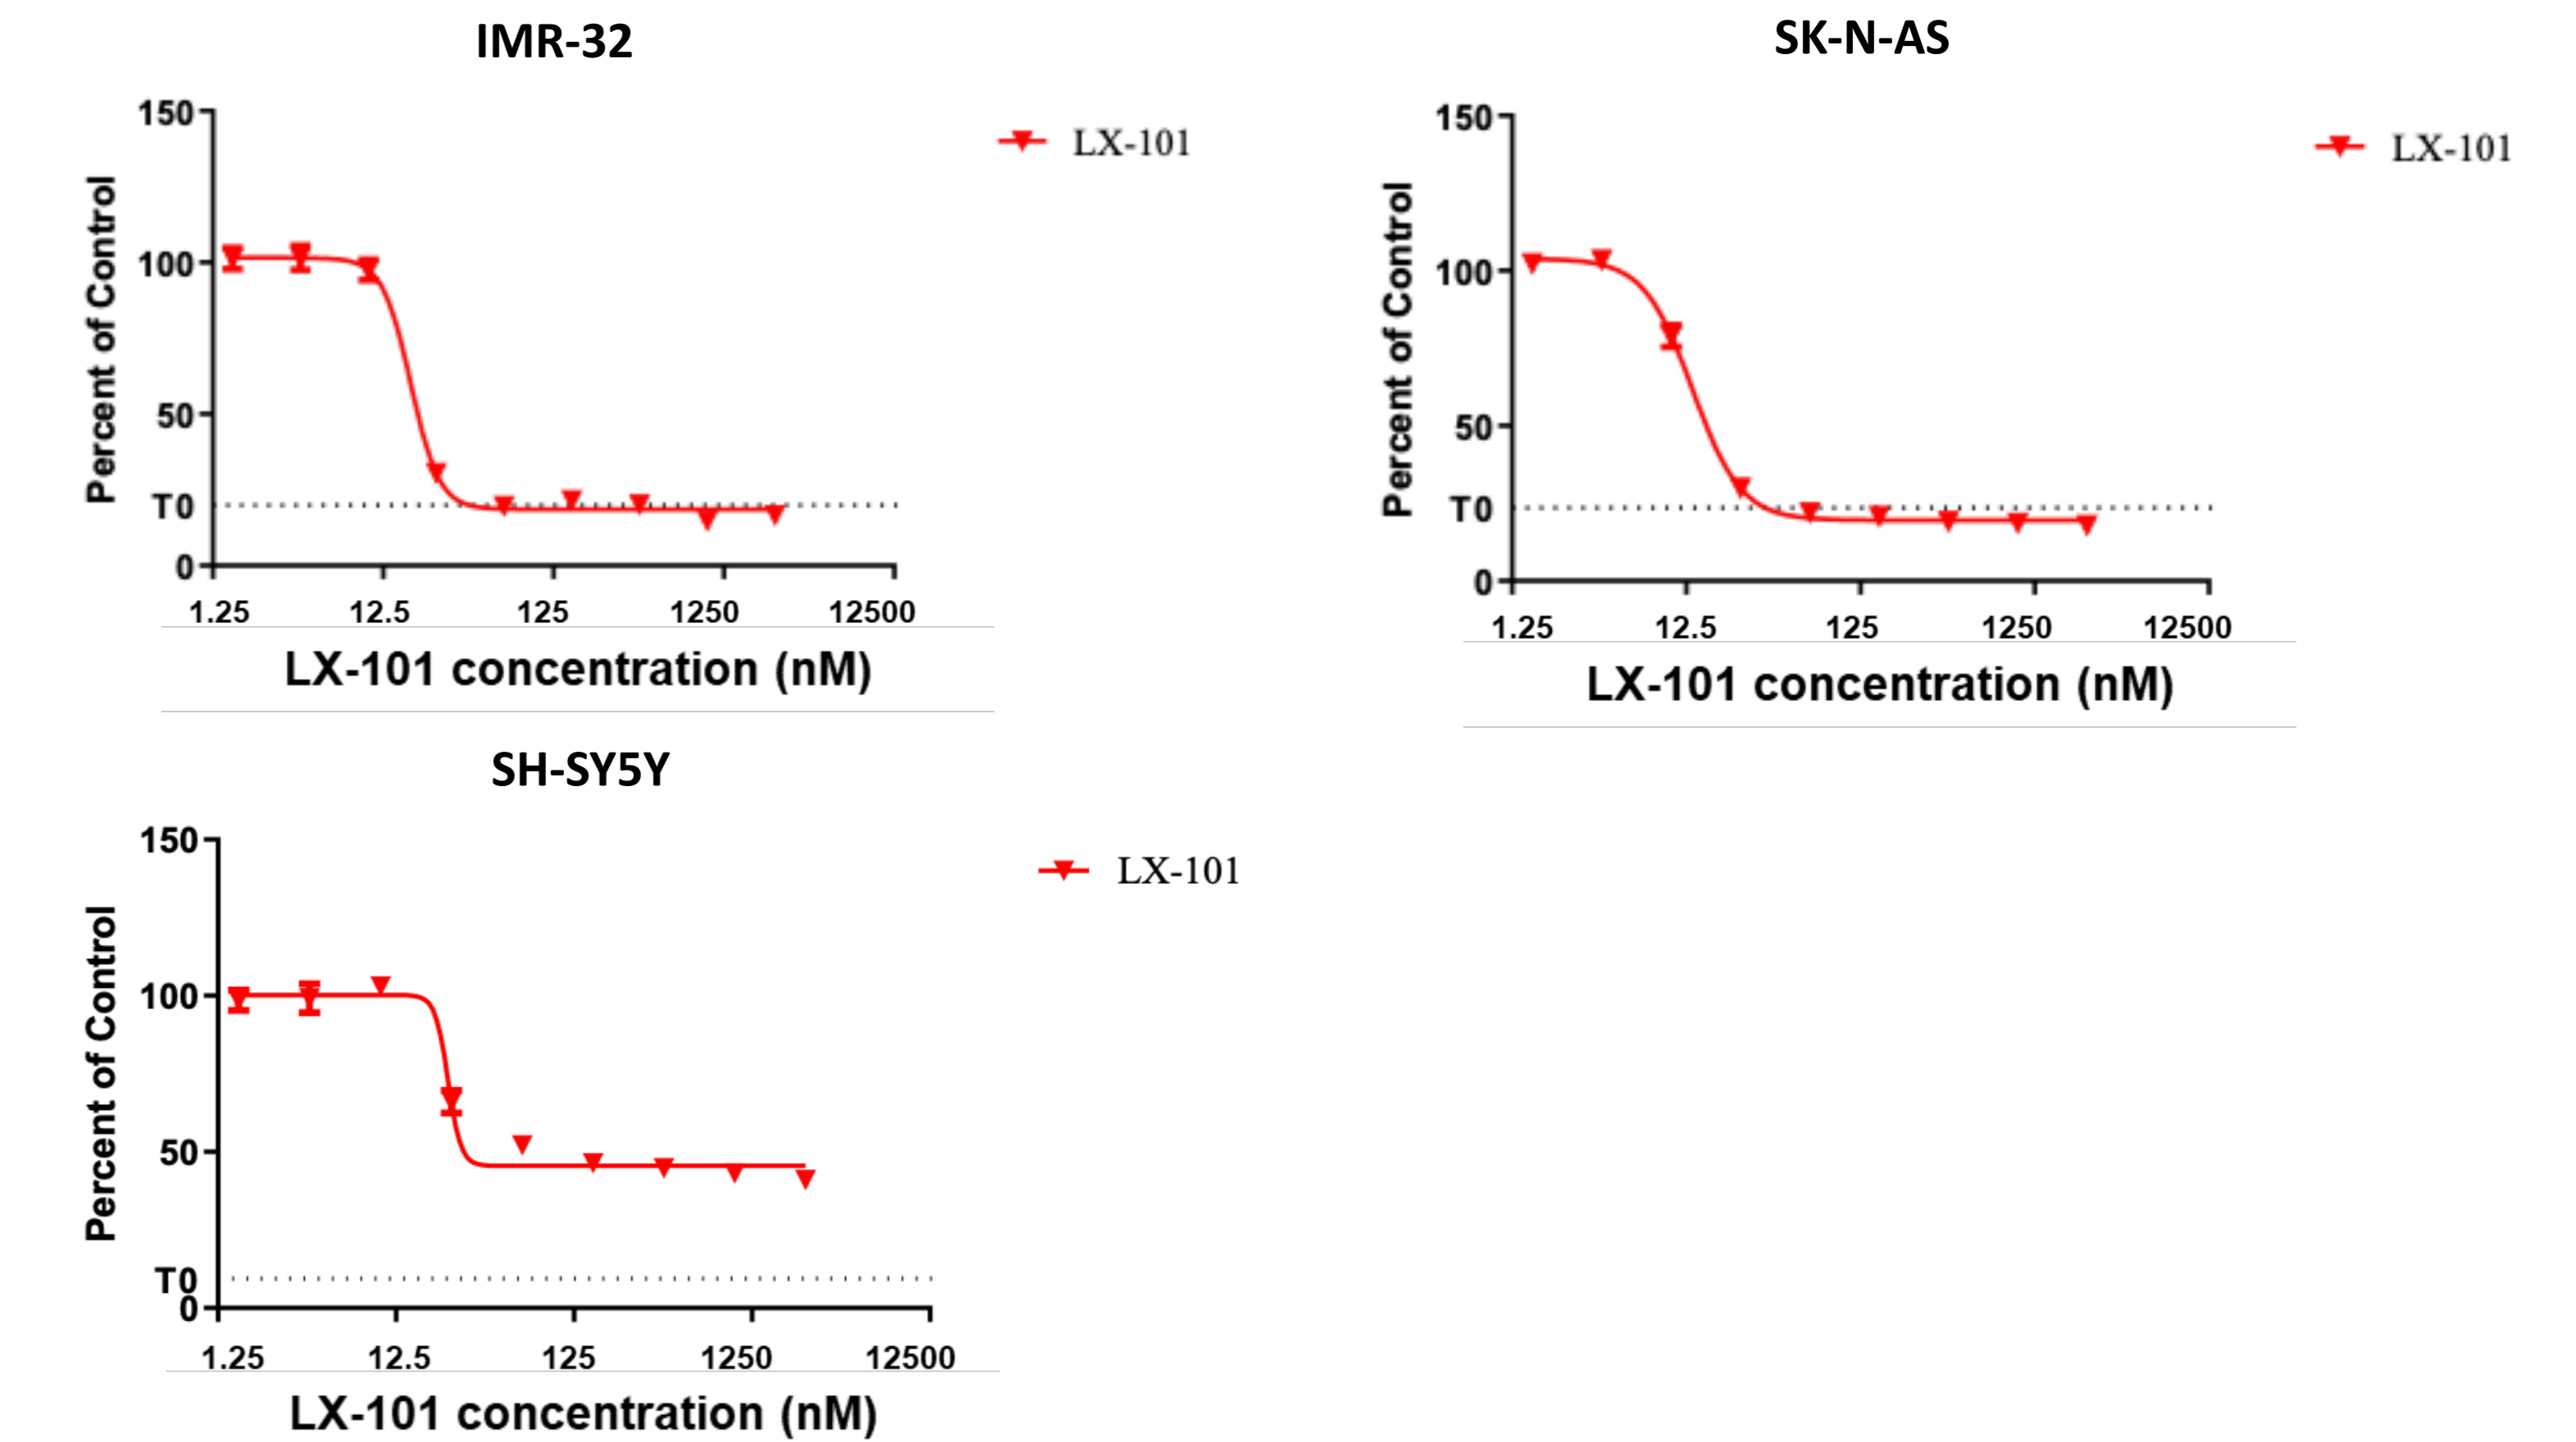 IMR-32
150
100
50
T0
0
Percent of Control
LX-101
1.25 12.5 125 1250 12500
LX-101 concentration (nM)
SK-N-AS
150
100
50
T0
0
Percent of Control
LX-101
1.25 12.5 125 1250 12500
LX-101 concentration (nM)
SH-SY5Y
150
100
50
T0
0
Percent of Control
LX-101
1.25 12.5 125 1250 12500
LX-101 concentration (nM)